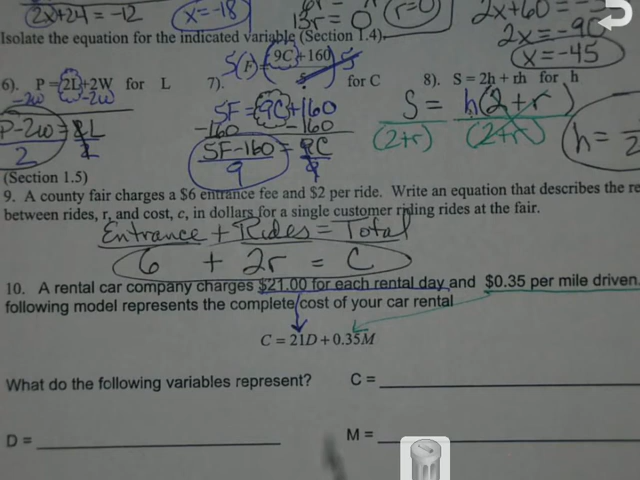 2x+24 = -12
x=-18
13r = 0
r=0
2x+60 =
2x = -90
x = -45
Isolate the equation for the indicated variable (Section 1.4).
6). P = 2L+2W for L
-2w -2w
P-2w = 2L
2 2
7). 5(F) = 9C+160 5
5
for C
5F = 9C+160
-160 -160
5F-160 = 9C
9 9
8). S = 2h + rh for h
S = h(2+r)
(2+r) (2+r)
h =
2
(Section 1.5)
9. A county fair charges a $6 entrance fee and $2 per ride. Write an equation that describes the re
between rides, r, and cost, c, in dollars for a single customer riding rides at the fair.
Entrance + Rides = Total
6 + 2r = C
10. A rental car company charges $21.00 for each rental day and $0.35 per mile driven.
following model represents the complete cost of your car rental
C = 21D+0.35M
What do the following variables represent? C =
D = M =